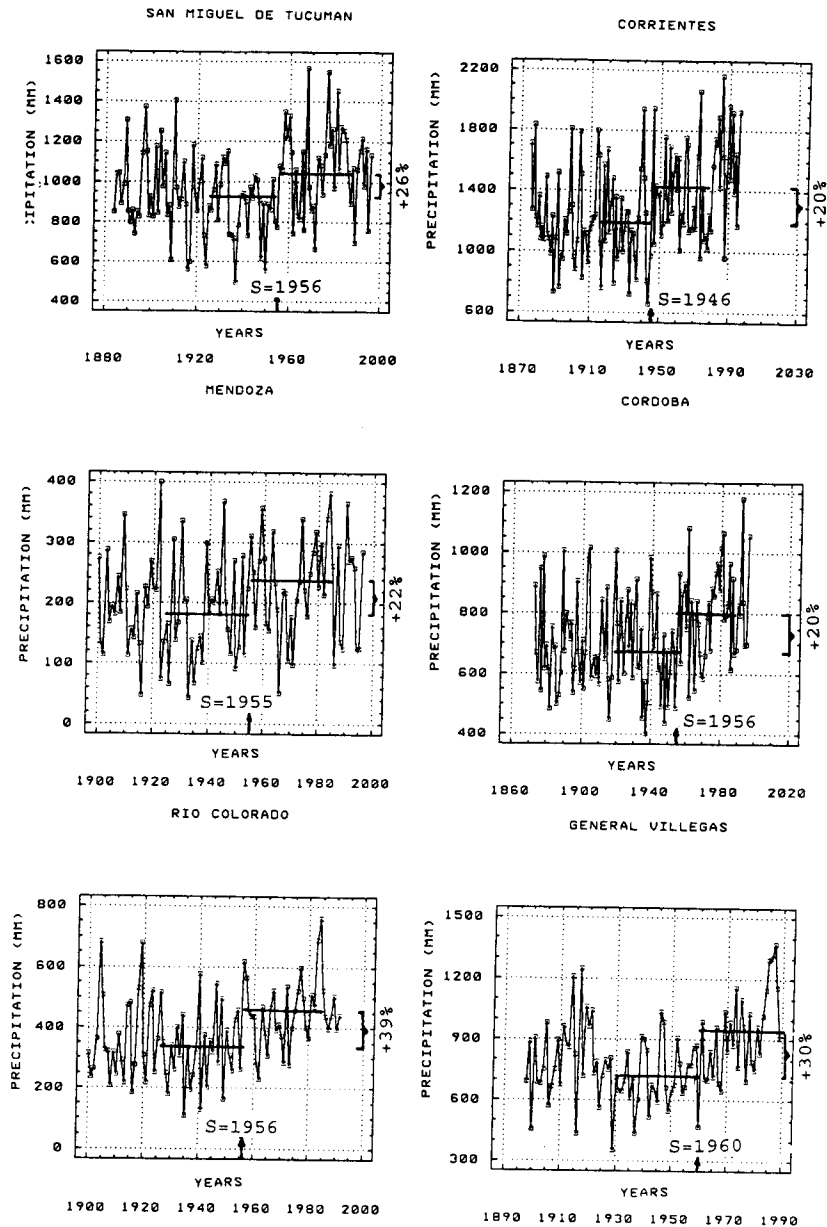 SAN MIGUEL DE TUCUMAN
1600
1400
1200
1000
800
600
400
IPITATION (MM)
S=1956
+26%
YEARS
1880 1920 1960 2000
CORRIENTES
2200
1800
1400
1000
600
PRECIPITATION (MM)
S=1946
+20%
YEARS
1870 1910 1950 1990 2030
MENDOZA
400
300
200
100
0
PRECIPITATION (MM)
S=1955
+22%
YEARS
1900 1920 1940 1960 1980 2000
CORDOBA
1200
1000
800
600
400
PRECIPITATION (MM)
S=1956
+20%
YEARS
1860 1900 1940 1980 2020
RIO COLORADO
800
600
400
200
0
PRECIPITATION (MM)
S=1956
+39%
YEARS
1900 1920 1940 1960 1980 2000
GENERAL VILLEGAS
1500
1200
900
600
300
PRECIPITATION (MM)
S=1960
+30%
YEARS
1890 1910 1930 1950 1970 1990